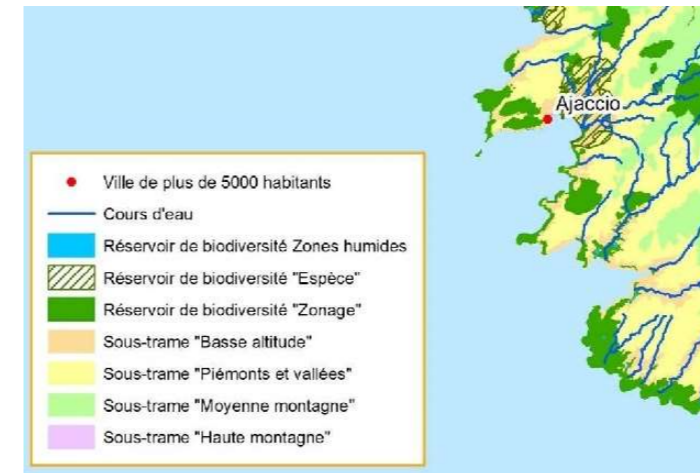 Ajaccio
Ville de plus de 5000 habitants
Cours d'eau
Réservoir de biodiversité Zones humides
Réservoir de biodiversité "Espèce"
Réservoir de biodiversité "Zonage"
Sous-trame "Basse altitude"
Sous-trame "Piémonts et vallées"
Sous-trame "Moyenne montagne"
Sous-trame "Haute montagne"